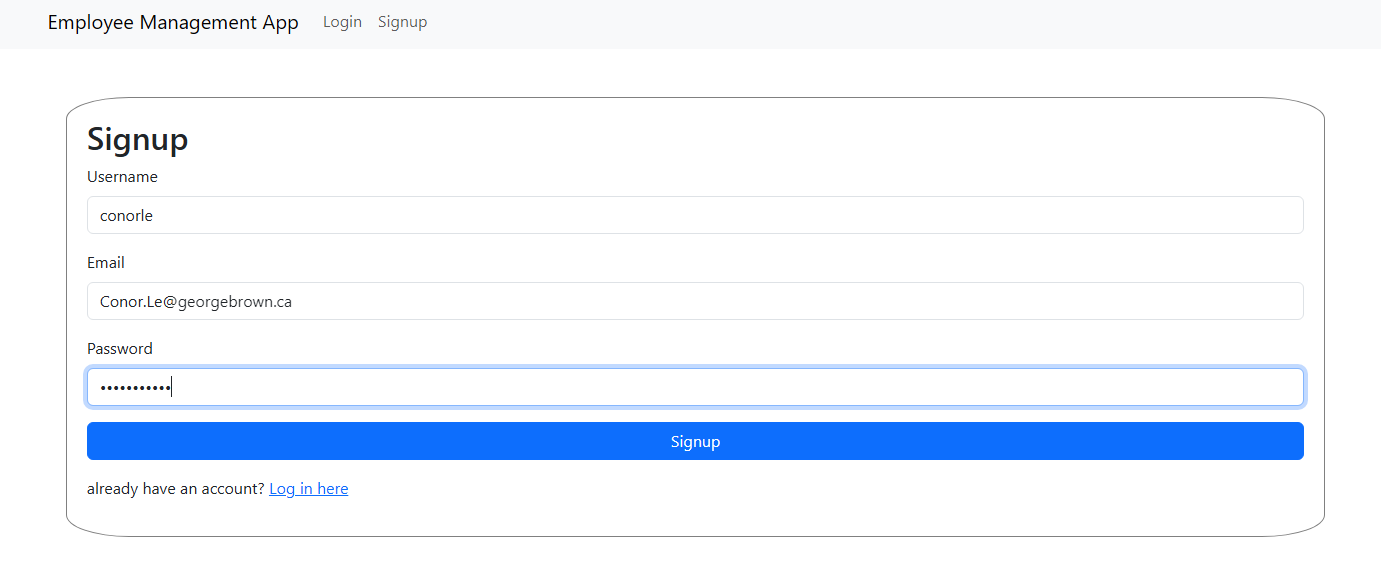 Employee Management App Login Signup
Signup
Username
conorle
Email
Conor.Le@georgebrown.ca
Password
•••••••••••
Signup
already have an account? Log in here